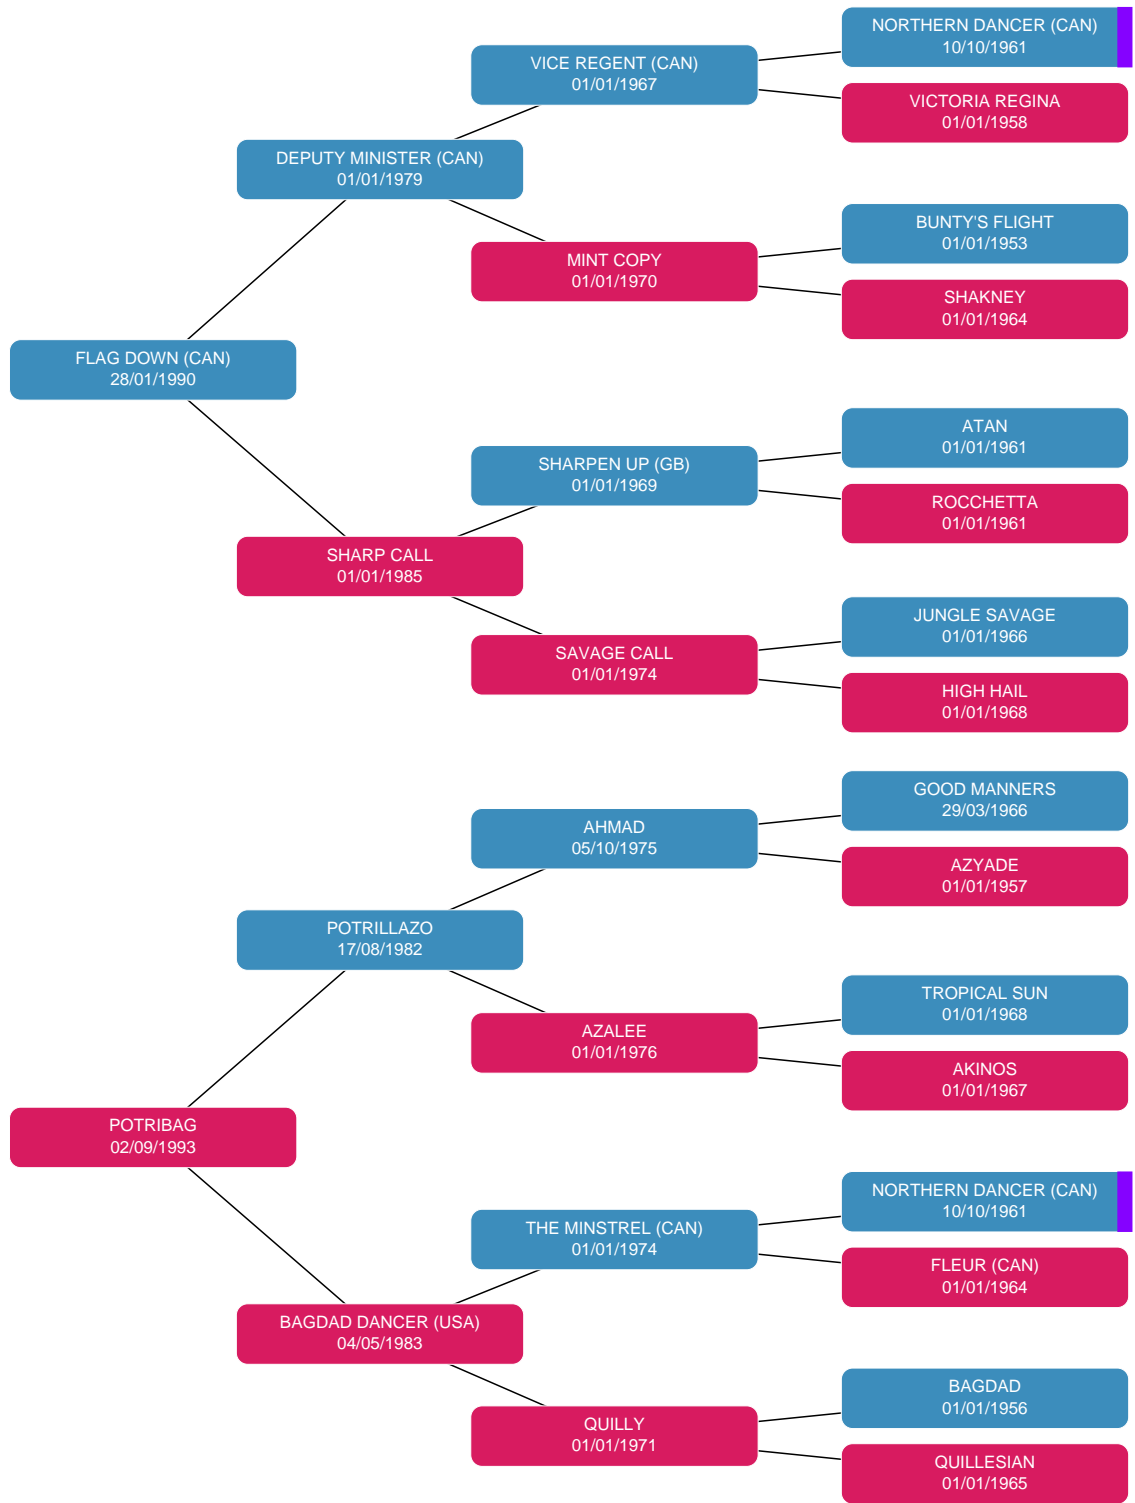 NORTHERN DANCER (CAN)
10/10/1961
VICE REGENT (CAN)
01/01/1967
VICTORIA REGINA
01/01/1958
DEPUTY MINISTER (CAN)
01/01/1979
BUNTY'S FLIGHT
01/01/1953
MINT COPY
01/01/1970
SHAKNEY
01/01/1964
FLAG DOWN (CAN)
28/01/1990
ATAN
01/01/1961
SHARPEN UP (GB)
01/01/1969
ROCCHETTA
01/01/1961
SHARP CALL
01/01/1985
JUNGLE SAVAGE
01/01/1966
SAVAGE CALL
01/01/1974
HIGH HAIL
01/01/1968
GOOD MANNERS
29/03/1966
AHMAD
05/10/1975
AZYADE
01/01/1957
POTRILLAZO
17/08/1982
TROPICAL SUN
01/01/1968
AZALEE
01/01/1976
AKINOS
01/01/1967
POTRIBAG
02/09/1993
NORTHERN DANCER (CAN)
10/10/1961
THE MINSTREL (CAN)
01/01/1974
FLEUR (CAN)
01/01/1964
BAGDAD DANCER (USA)
04/05/1983
BAGDAD
01/01/1956
QUILLY
01/01/1971
QUILLESIAN
01/01/1965